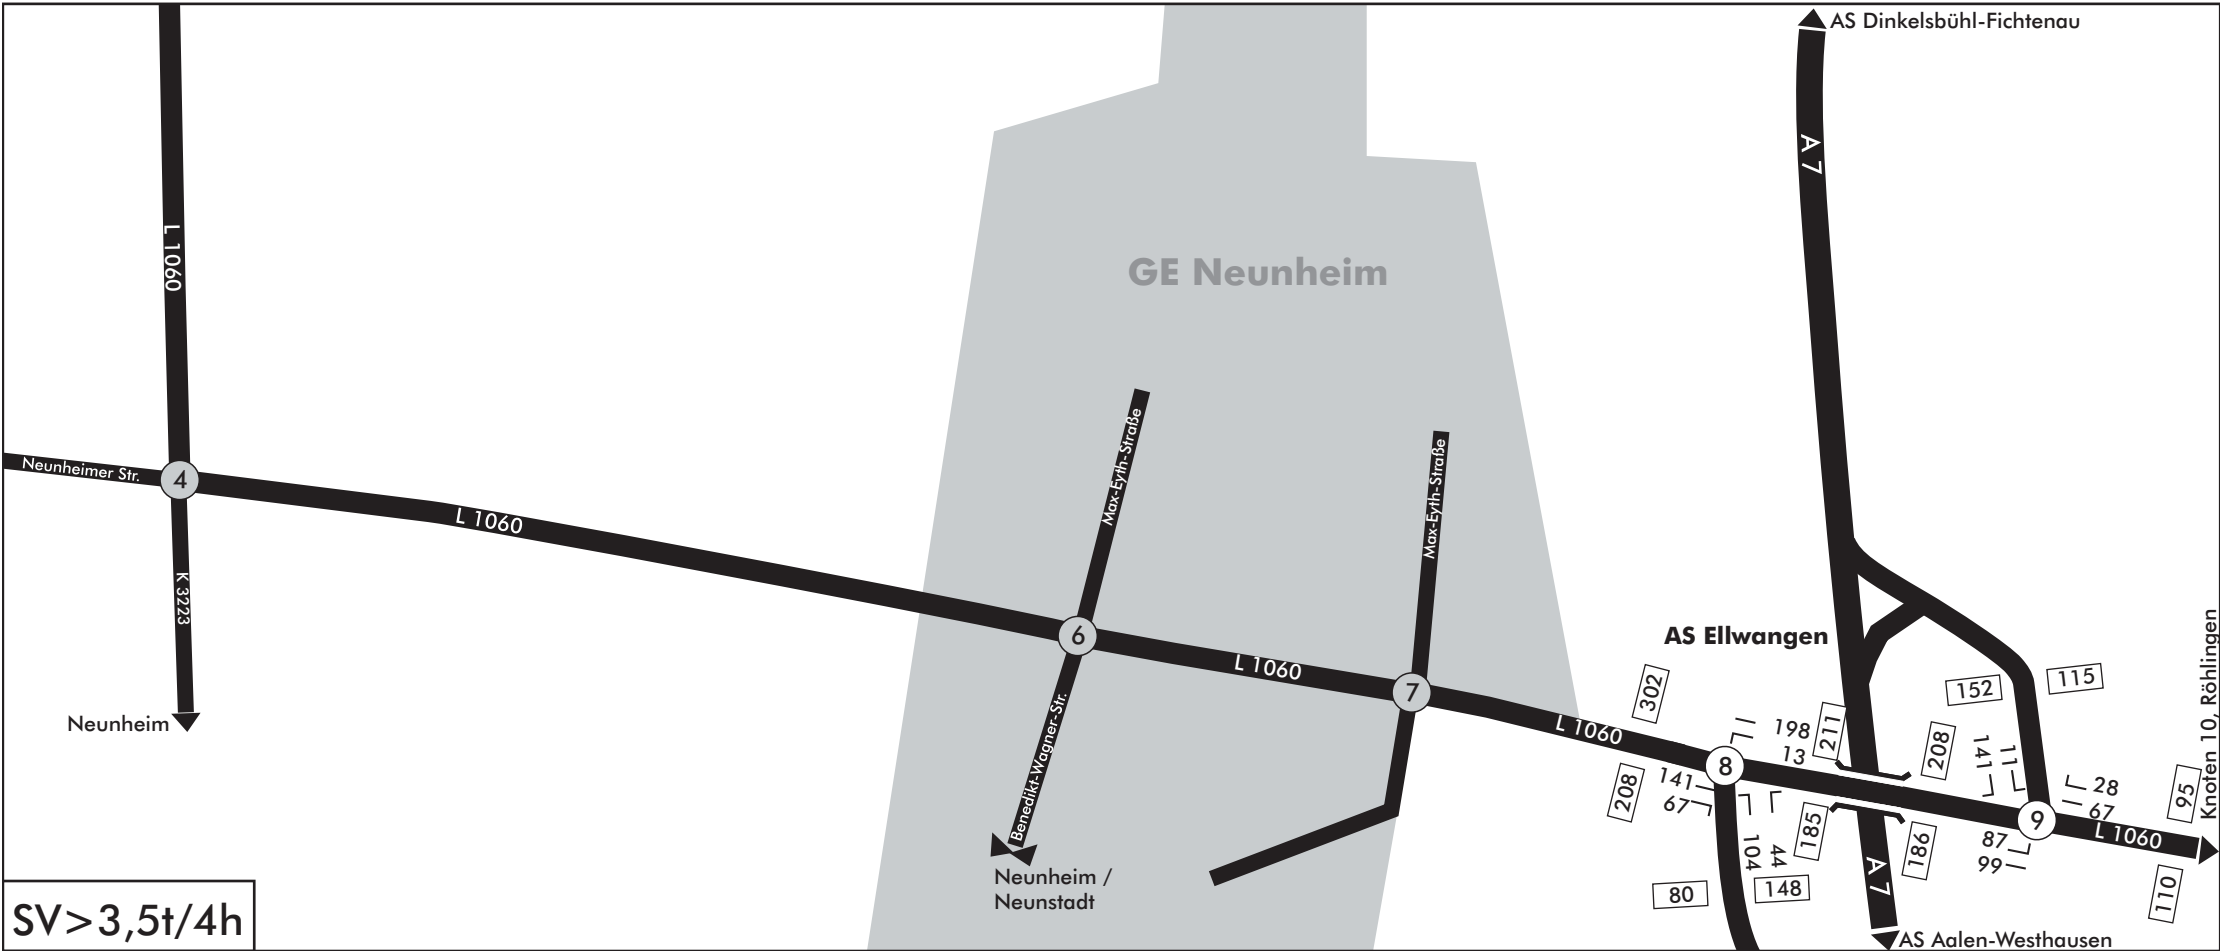 AS Dinkelsbühl-Fichtenau
A 7
L 1060
GE Neunheim
Neunheimer Str.
4
L 1060
K 3223
Neunheim
Max-Eyth-Straße
6
Benedikt-Wagner-Str.
Neunheim /
Neunstadt
L 1060
Max-Eyth-Straße
7
L 1060
AS Ellwangen
302
208
141
67
8
198
13
211
208
104
44
80
148
185
186
152
115
141
11
28
67
9
87
99
L 1060
95
110
Knoten 10, Röhlingen
A 7
AS Aalen-Westhausen
SV>3,5t/4h